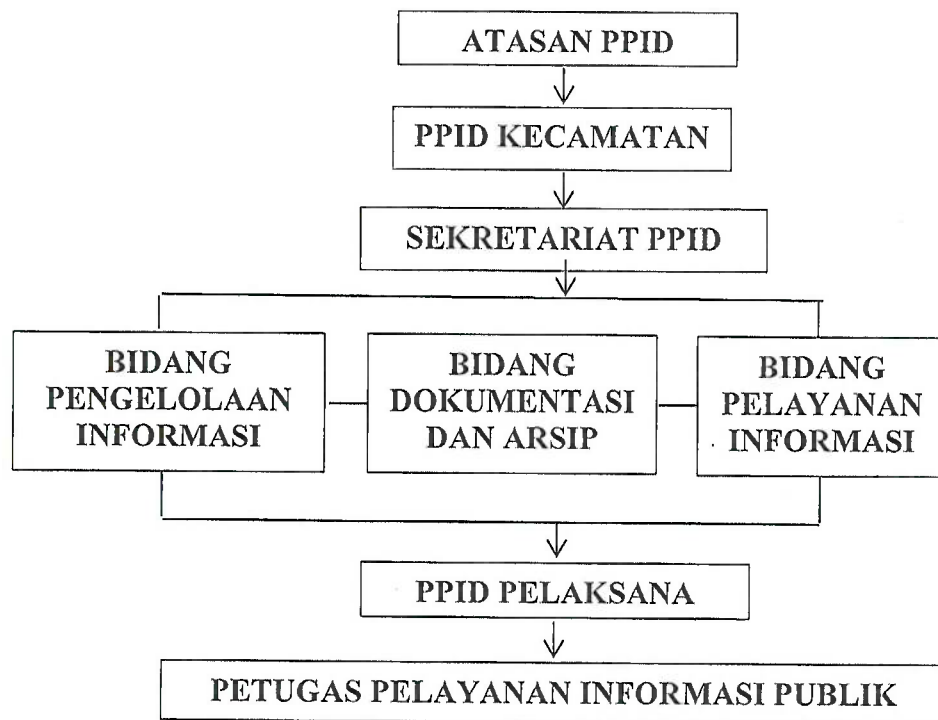 ATASAN PPID
PPID KECAMATAN
SEKRETARIAT PPID
BIDANG
PENGELOLAAN
INFORMASI
BIDANG
DOKUMENTASI
DAN ARSIP
BIDANG
PELAYANAN
INFORMASI
PPID PELAKSANA
PETUGAS PELAYANAN INFORMASI PUBLIK